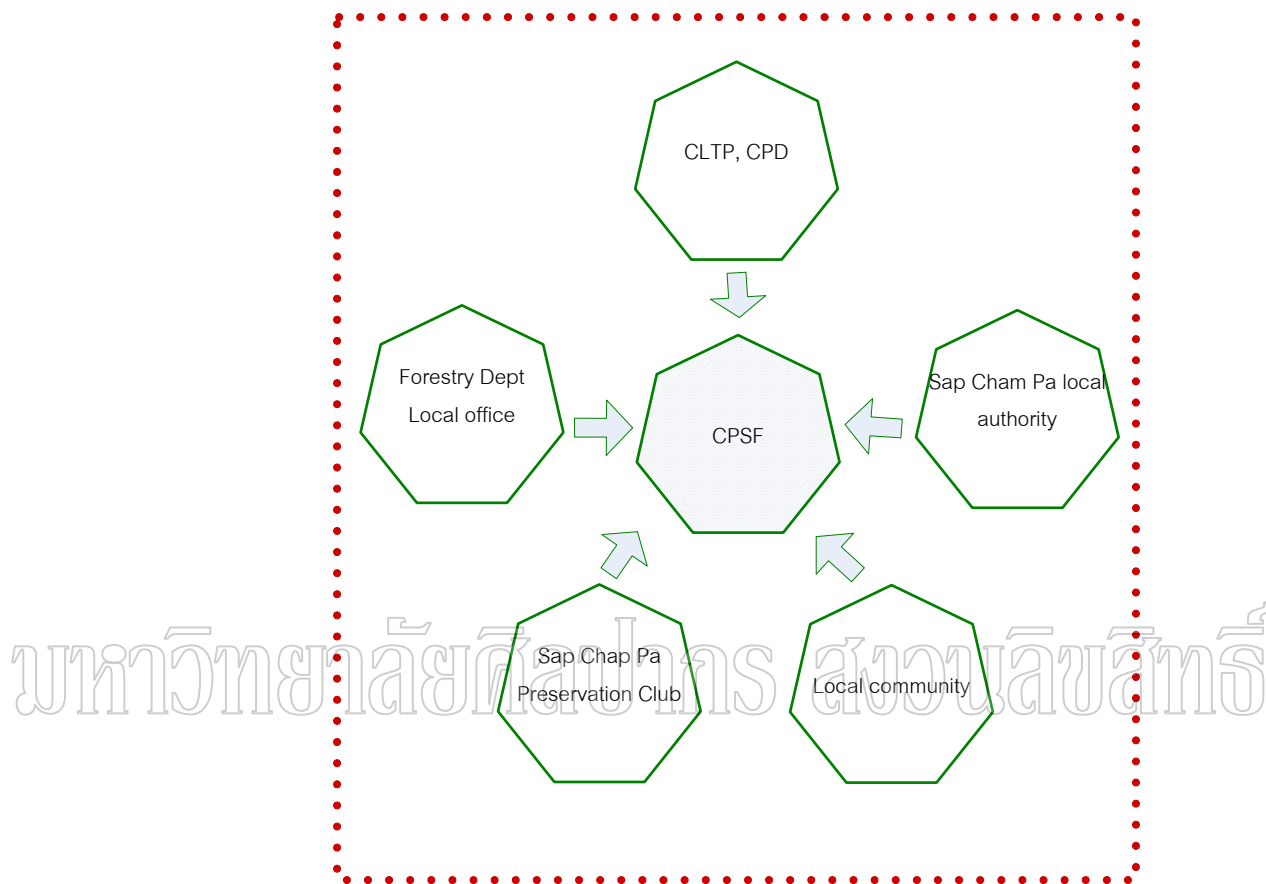 CLTP, CPD
Forestry Dept
Local office
CPSF
Sap Cham Pa local
authority
Sap Chap Pa
Preservation Club
Local community
มหาวิทยาลัยศิลปากร สงวนลิขสิทธิ์